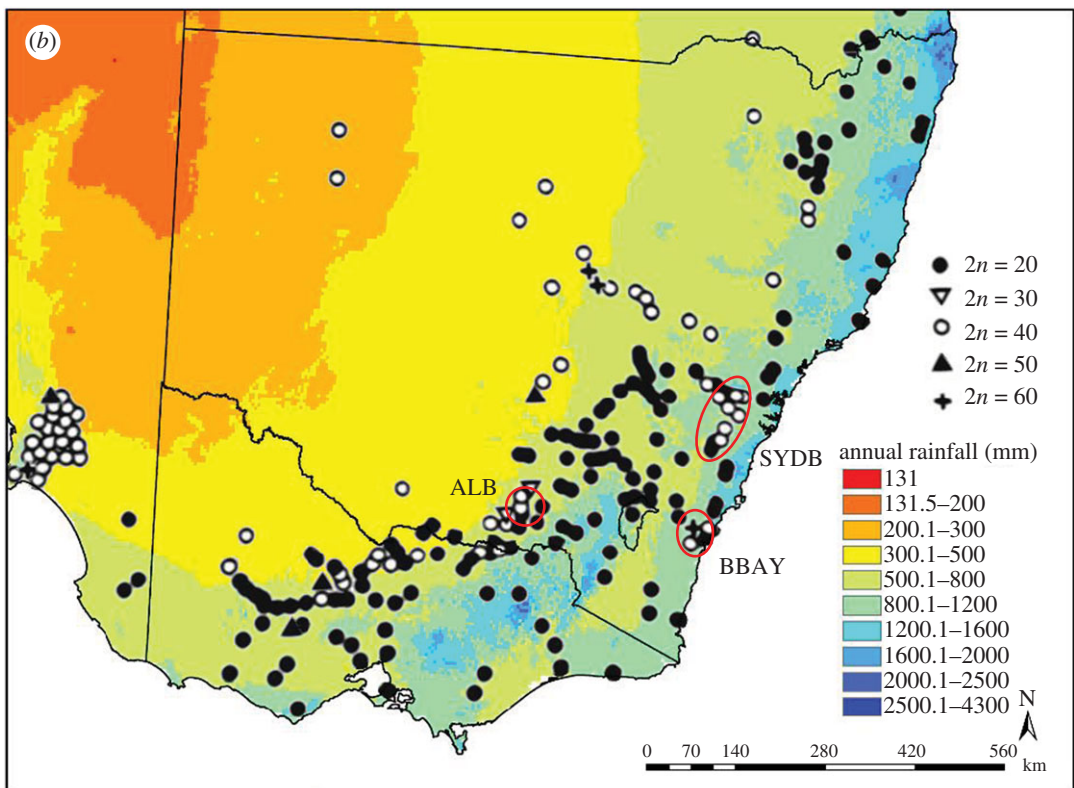 (b)
2n = 20
2n = 30
2n = 40
2n = 50
2n = 60
SYDB
ALB
BBAY
annual rainfall (mm)
131
131.5–200
200.1–300
300.1–500
500.1–800
800.1–1200
1200.1–1600
1600.1–2000
2000.1–2500
2500.1–4300
N
0 70 140 280 420 560
km